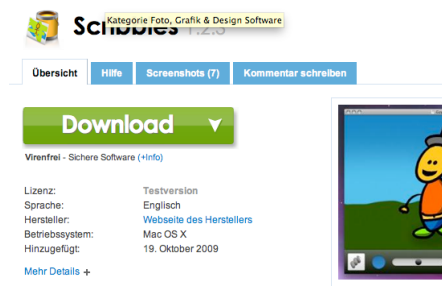 Scribbles 1.2.3
Kategorie Foto, Grafik & Design Software
Übersicht
Hilfe
Screenshots (7)
Kommentar schreiben
Download
Virenfrei - Sichere Software (+Info)
Lizenz: Testversion
Sprache: Englisch
Hersteller: Webseite des Herstellers
Betriebssystem: Mac OS X
Hinzugefügt: 19. Oktober 2009
Mehr Details +